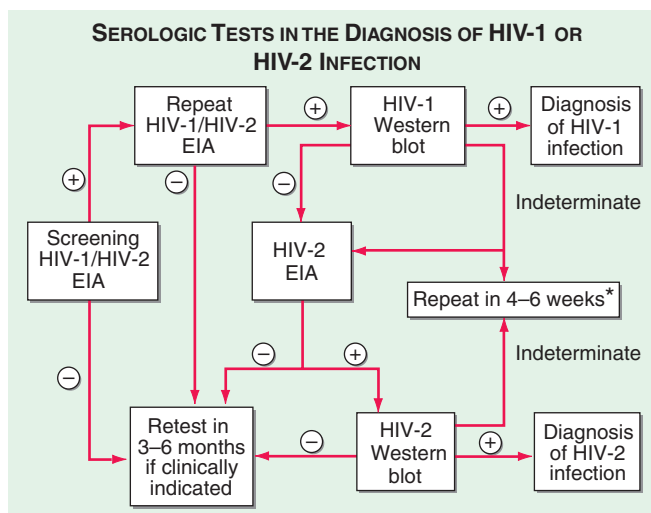 SEROLOGIC TESTS IN THE DIAGNOSIS OF HIV-1 OR
HIV-2 INFECTION
Repeat
HIV-1/HIV-2
EIA
+
HIV-1
Western
blot
+
Diagnosis
of HIV-1
infection
+
−
−
Indeterminate
Screening
HIV-1/HIV-2
EIA
HIV-2
EIA
Repeat in 4–6 weeks*
−
−
+
Indeterminate
Retest in
3–6 months
if clinically
indicated
−
HIV-2
Western
blot
+
Diagnosis
of HIV-2
infection